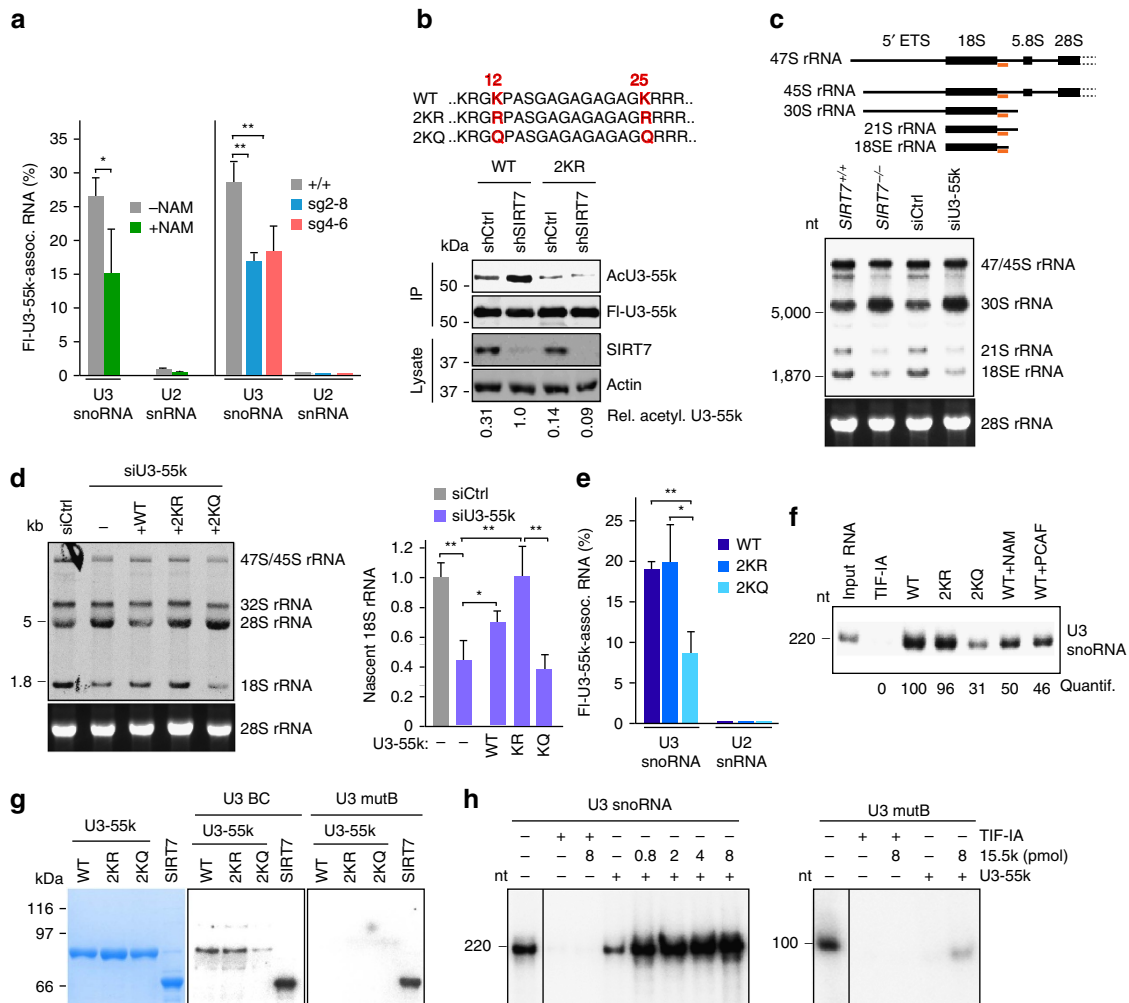 a
Fl-U3-55k-assoc. RNA (%)
35
30
25
20
15
10
5
0
*
–NAM
+NAM
**
**
+/+
sg2-8
sg4-6
U3 snoRNA
U2 snRNA
U3 snoRNA
U2 snRNA
b
12 25
WT ..KRGKPASGAGAGAGAGKRRR..
2KR ..KRGRPASGAGAGAGAGRRRR..
2KQ ..KRGQPASGAGAGAGAGQRRR..
WT 2KR
shCtrl shSIRT7 shCtrl shSIRT7
kDa
IP
50 AcU3-55k
50 Fl-U3-55k
Lysate
37 SIRT7
37 Actin
0.31 1.0 0.14 0.09 Rel. acetyl. U3-55k
c
5′ ETS 18S 5.8S 28S
47S rRNA
45S rRNA
30S rRNA
21S rRNA
18SE rRNA
SIRT7+/+ SIRT7–/– siCtrl siU3-55k
nt
47/45S rRNA
5,000 30S rRNA
21S rRNA
1,870 18SE rRNA
28S rRNA
d
siU3-55k
kb siCtrl – +WT +2KR +2KQ
47S/45S rRNA
32S rRNA
5 28S rRNA
1.8 18S rRNA
28S rRNA
siCtrl
siU3-55k
Nascent 18S rRNA
1.2
1.0
0.8
0.6
0.4
0.2
0
** ** **
*
U3-55k: – – WT KR KQ
e
Fl-U3-55k-assoc. RNA (%)
25
20
15
10
5
0
**
*
WT
2KR
2KQ
U3 snoRNA
U2 snRNA
f
nt Input RNA TIF-IA WT 2KR 2KQ WT+NAM WT+PCAF
220 U3 snoRNA
0 100 96 31 50 46 Quantif.
g
U3 BC U3 mutB
U3-55k U3-55k U3-55k
kDa WT 2KR 2KQ SIRT7 WT 2KR 2KQ SIRT7 WT 2KR 2KQ SIRT7
116
97
66
h
U3 snoRNA U3 mutB
– + + – – – – – – + + – – TIF-IA
– – 8 – 0.8 2 4 8 – – 8 – 8 15.5k (pmol)
nt – – – + + + + + nt – – – + + U3-55k
220
100